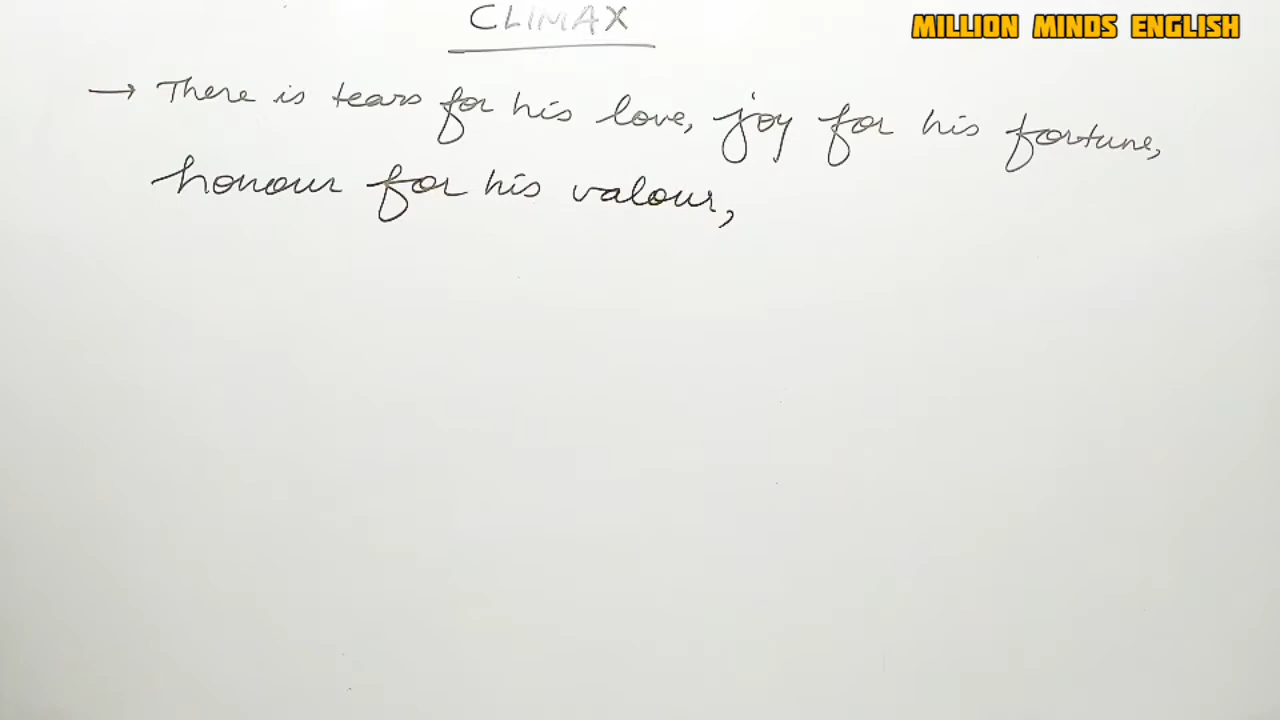 CLIMAX
MILLION MINDS ENGLISH
→ There is tears for his love, joy for his fortune,
honour for his valour,